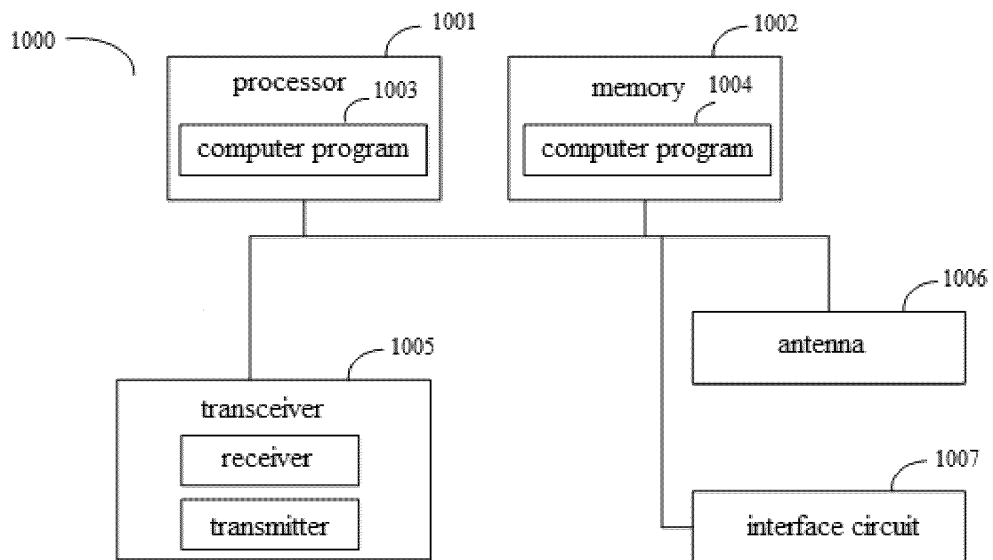 1000
1001
1002
processor
memory
1003
1004
computer program
computer program
1006
antenna
1005
transceiver
receiver
transmitter
1007
interface circuit